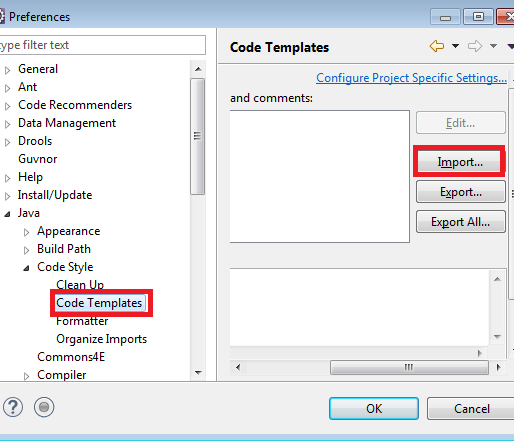 Preferences
type filter text
General
Ant
Code Recommenders
Data Management
Drools
Guvnor
Help
Install/Update
Java
Appearance
Build Path
Code Style
Clean Up
Code Templates
Formatter
Organize Imports
Commons4E
Compiler
Code Templates
Configure Project Specific Settings...
and comments:
Edit...
Import...
Export...
Export All...
?
OK
Cancel